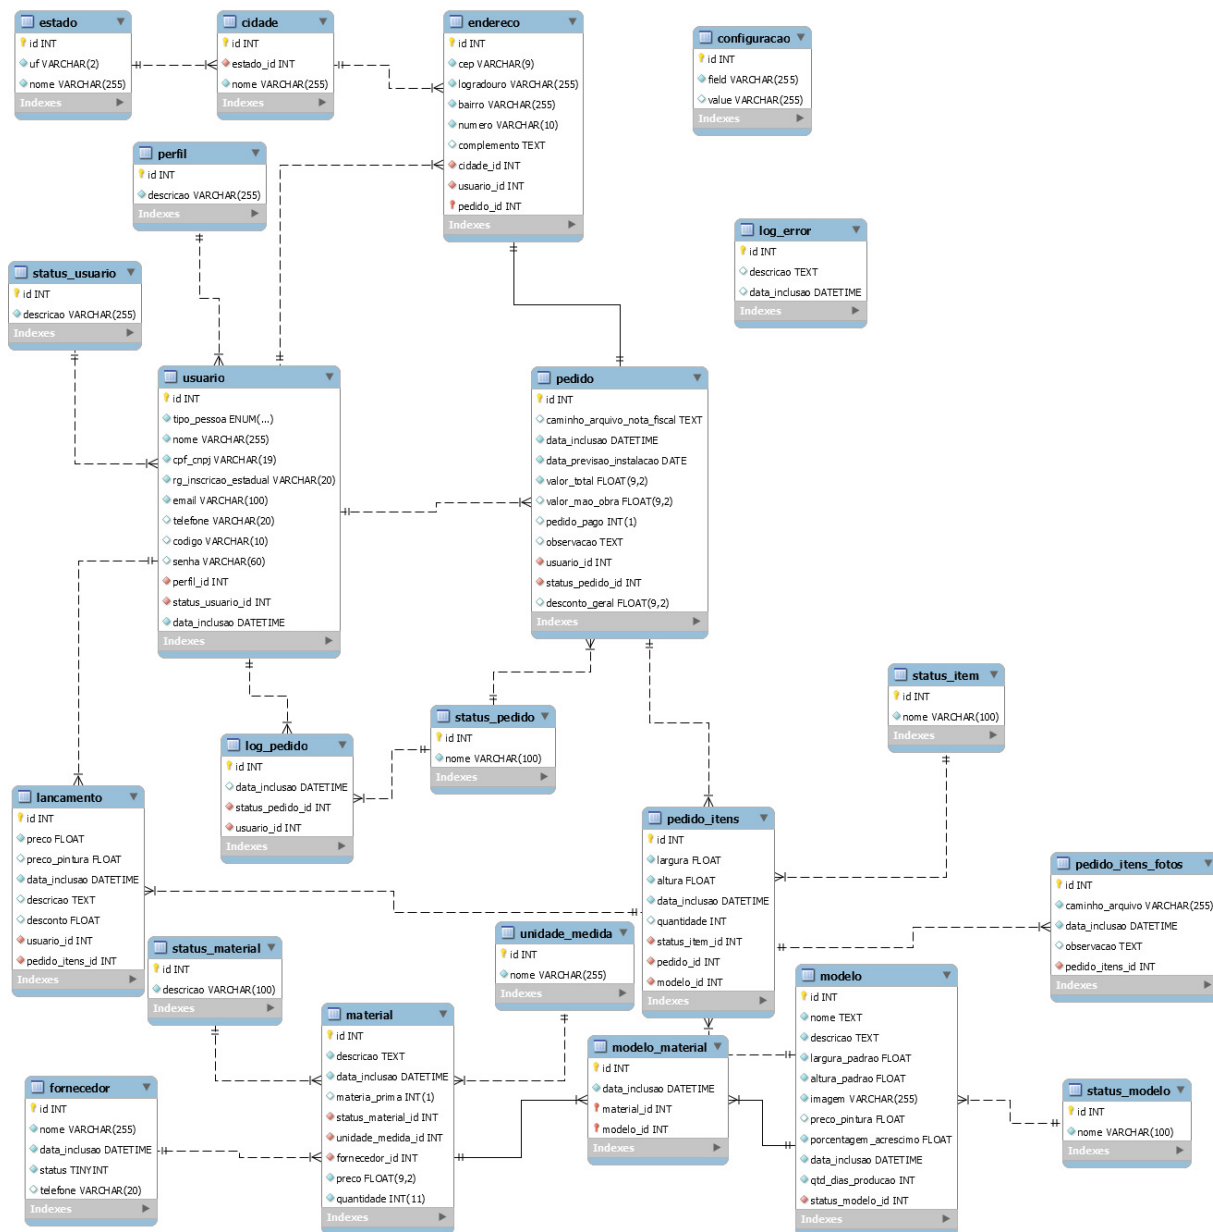 estado
id INT
uf VARCHAR(2)
nome VARCHAR(255)
Indexes
cidade
id INT
estado_id INT
nome VARCHAR(255)
Indexes
endereco
id INT
cep VARCHAR(9)
logradouro VARCHAR(255)
bairro VARCHAR(255)
numero VARCHAR(10)
complemento TEXT
cidade_id INT
usuario_id INT
pedido_id INT
Indexes
configuracao
id INT
field VARCHAR(255)
value VARCHAR(255)
Indexes
perfil
id INT
descricao VARCHAR(255)
Indexes
log_error
id INT
descricao TEXT
data_inclusao DATETIME
Indexes
status_usuario
id INT
descricao VARCHAR(255)
Indexes
usuario
id INT
tipo_pessoa ENUM(...)
nome VARCHAR(255)
cpf_cnpj VARCHAR(19)
rg_inscricao_estadual VARCHAR(20)
email VARCHAR(100)
telefone VARCHAR(20)
codigo VARCHAR(10)
senha VARCHAR(60)
perfil_id INT
status_usuario_id INT
data_inclusao DATETIME
Indexes
pedido
id INT
caminho_arquivo_nota_fiscal TEXT
data_inclusao DATETIME
data_previsao_instalacao DATE
valor_total FLOAT(9,2)
valor_mao_obra FLOAT(9,2)
pedido_pago INT(1)
observacao TEXT
usuario_id INT
status_pedido_id INT
desconto_geral FLOAT(9,2)
Indexes
status_item
id INT
nome VARCHAR(100)
Indexes
status_pedido
id INT
nome VARCHAR(100)
Indexes
log_pedido
id INT
data_inclusao DATETIME
status_pedido_id INT
usuario_id INT
Indexes
lancamento
id INT
preco FLOAT
preco_pintura FLOAT
data_inclusao DATETIME
descricao TEXT
desconto FLOAT
usuario_id INT
pedido_itens_id INT
Indexes
pedido_itens
id INT
largura FLOAT
altura FLOAT
data_inclusao DATETIME
quantidade INT
status_item_id INT
pedido_id INT
modelo_id INT
Indexes
pedido_itens_fotos
id INT
caminho_arquivo VARCHAR(255)
data_inclusao DATETIME
observacao TEXT
pedido_itens_id INT
Indexes
status_material
id INT
descricao VARCHAR(100)
Indexes
unidade_medida
id INT
nome VARCHAR(255)
Indexes
modelo
id INT
nome TEXT
descricao TEXT
largura_padrao FLOAT
altura_padrao FLOAT
imagem VARCHAR(255)
preco_pintura FLOAT
porcentagem_acrescimo FLOAT
data_inclusao DATETIME
qtd_dias_producao INT
status_modelo_id INT
Indexes
material
id INT
descricao TEXT
data_inclusao DATETIME
materia_prima INT(1)
status_material_id INT
unidade_medida_id INT
fornecedor_id INT
preco FLOAT(9,2)
quantidade INT(11)
Indexes
modelo_material
id INT
data_inclusao DATETIME
material_id INT
modelo_id INT
Indexes
fornecedor
id INT
nome VARCHAR(255)
data_inclusao DATETIME
status TINYINT
telefone VARCHAR(20)
Indexes
status_modelo
id INT
nome VARCHAR(100)
Indexes